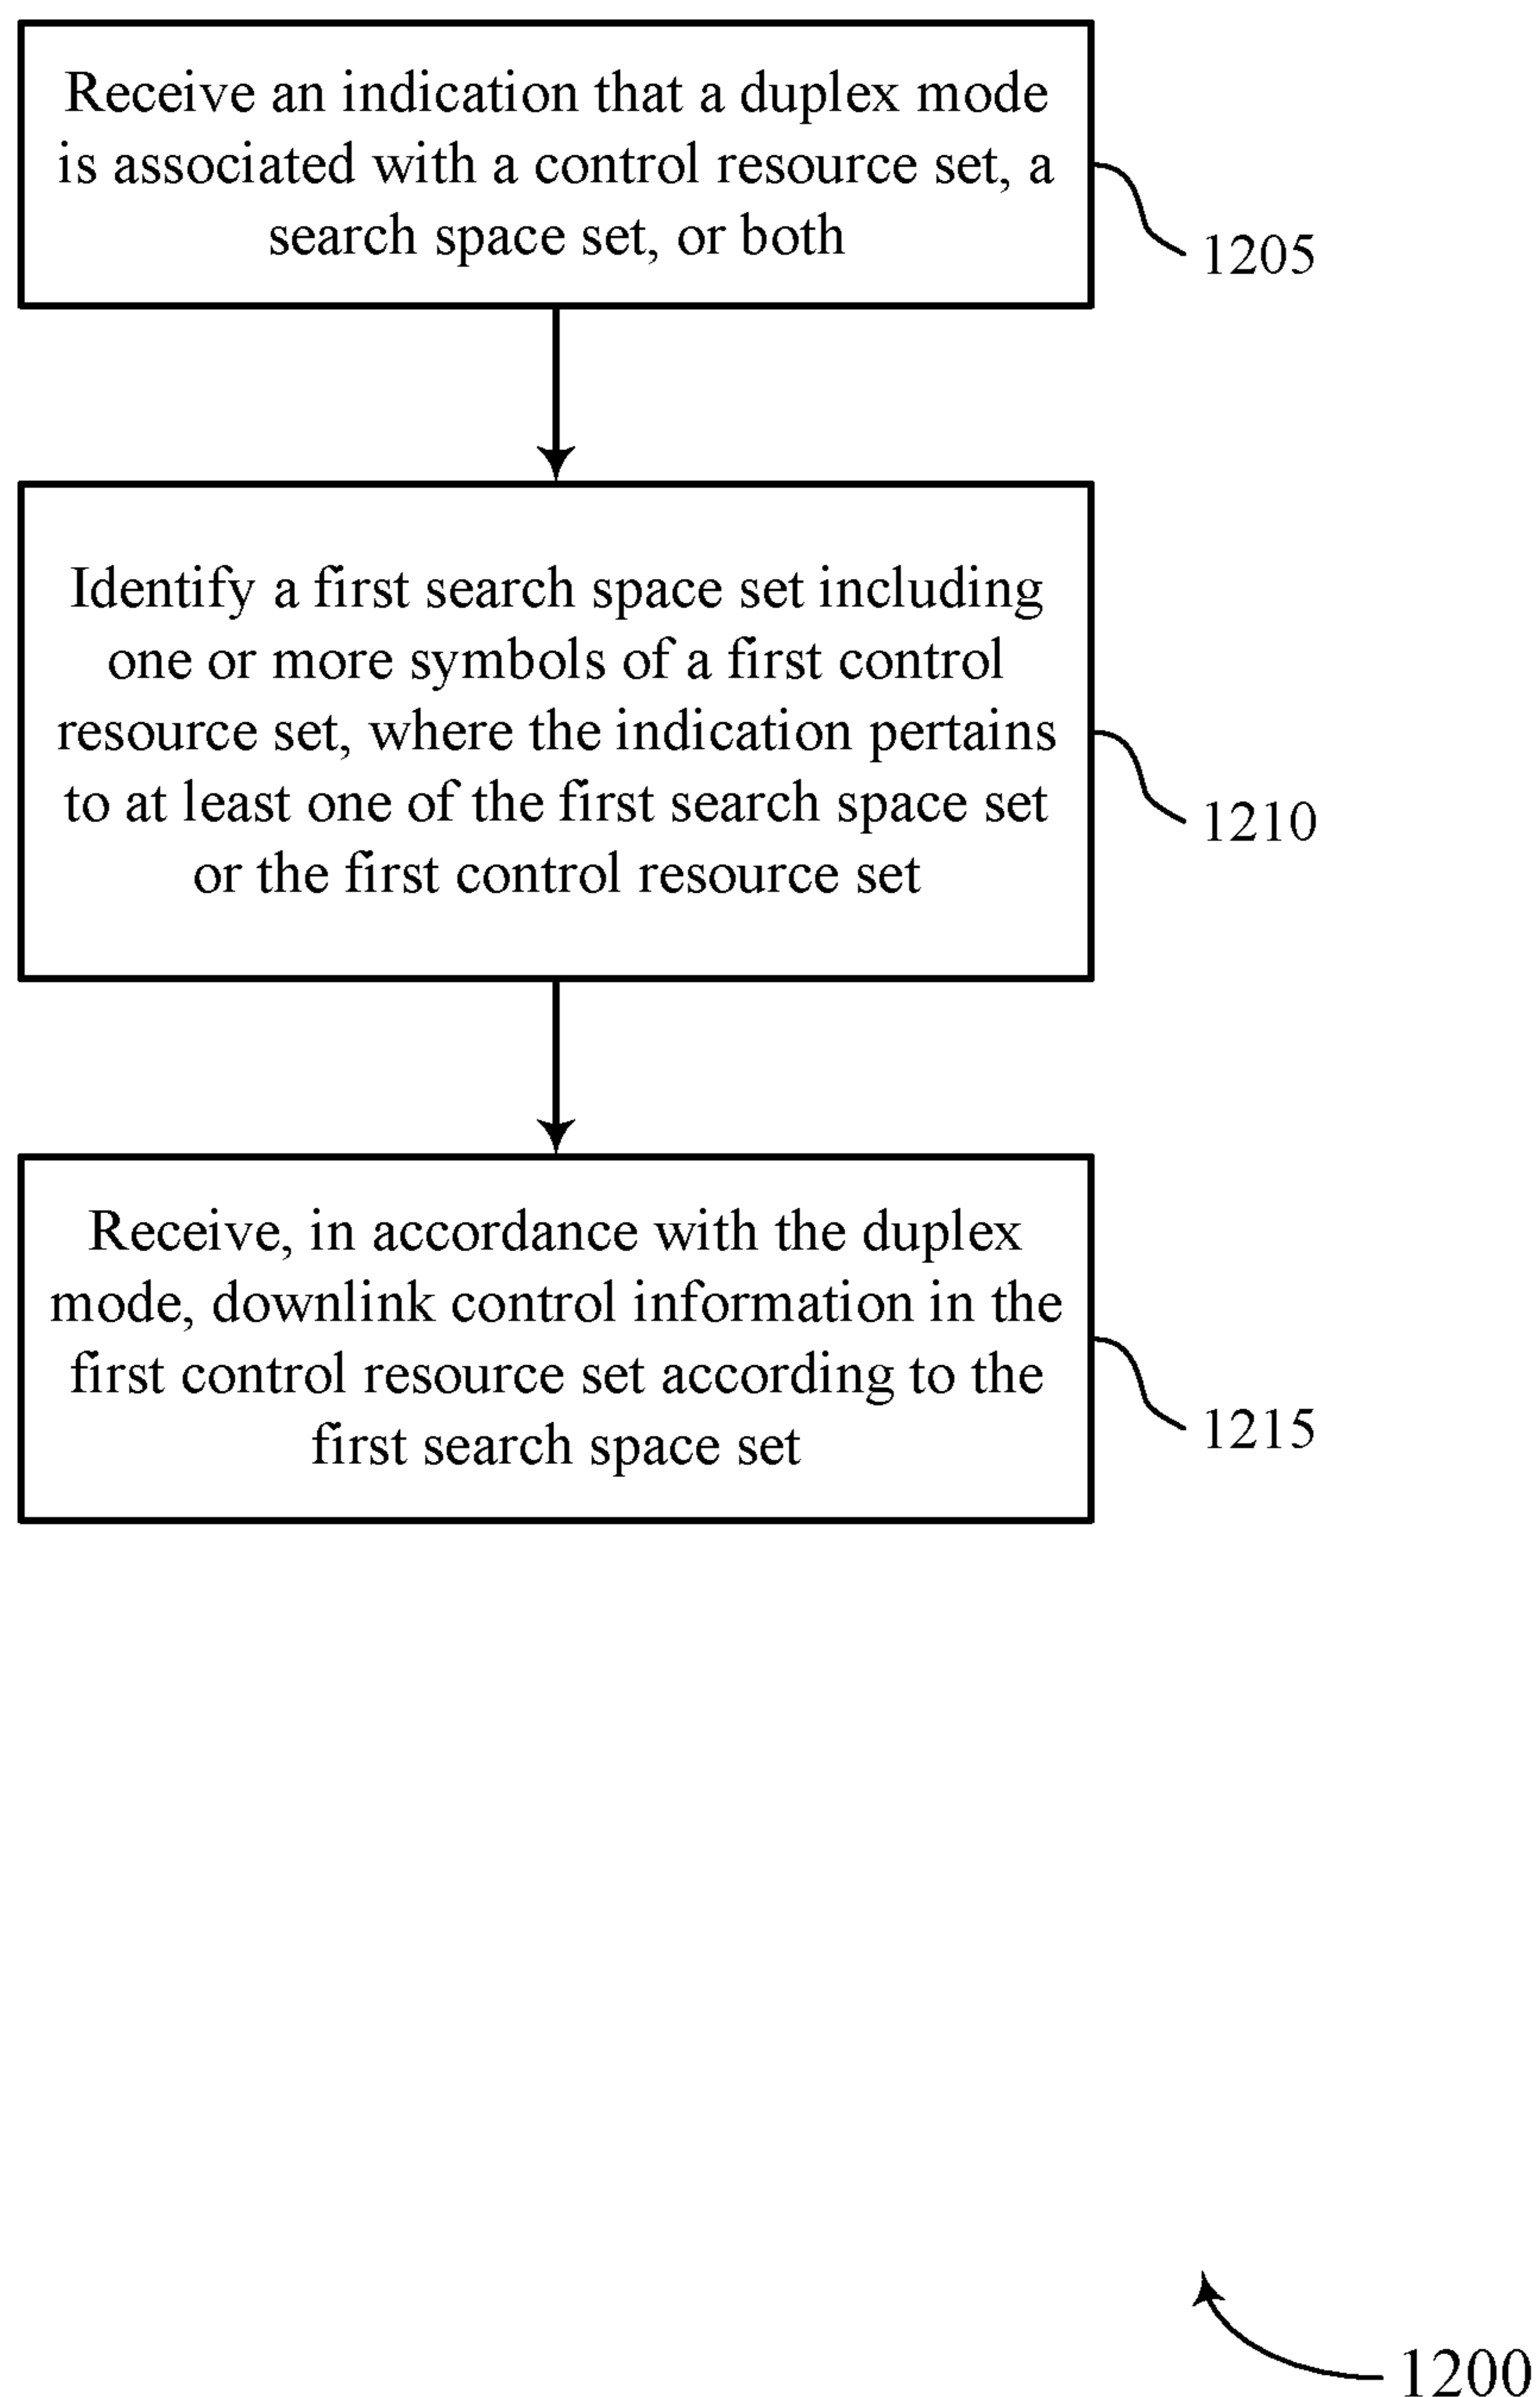 Receive an indication that a duplex mode
is associated with a control resource set, a
search space set, or both
1205
Identify a first search space set including
one or more symbols of a first control
resource set, where the indication pertains
to at least one of the first search space set
or the first control resource set
1210
Receive, in accordance with the duplex
mode, downlink control information in the
first control resource set according to the
first search space set
1215
1200